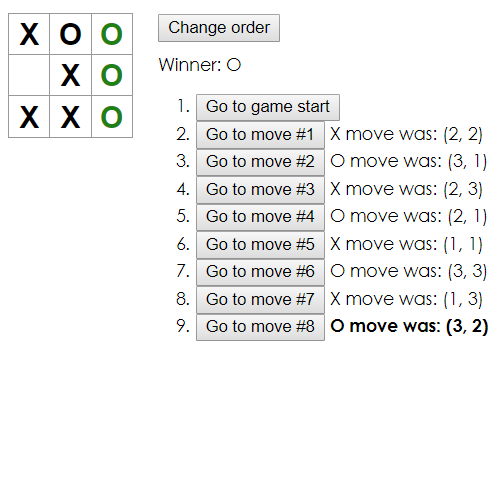 X O O
X O
X X O
Change order
Winner: O
1. Go to game start
2. Go to move #1 X move was: (2, 2)
3. Go to move #2 O move was: (3, 1)
4. Go to move #3 X move was: (2, 3)
5. Go to move #4 O move was: (2, 1)
6. Go to move #5 X move was: (1, 1)
7. Go to move #6 O move was: (3, 3)
8. Go to move #7 X move was: (1, 3)
9. Go to move #8 O move was: (3, 2)